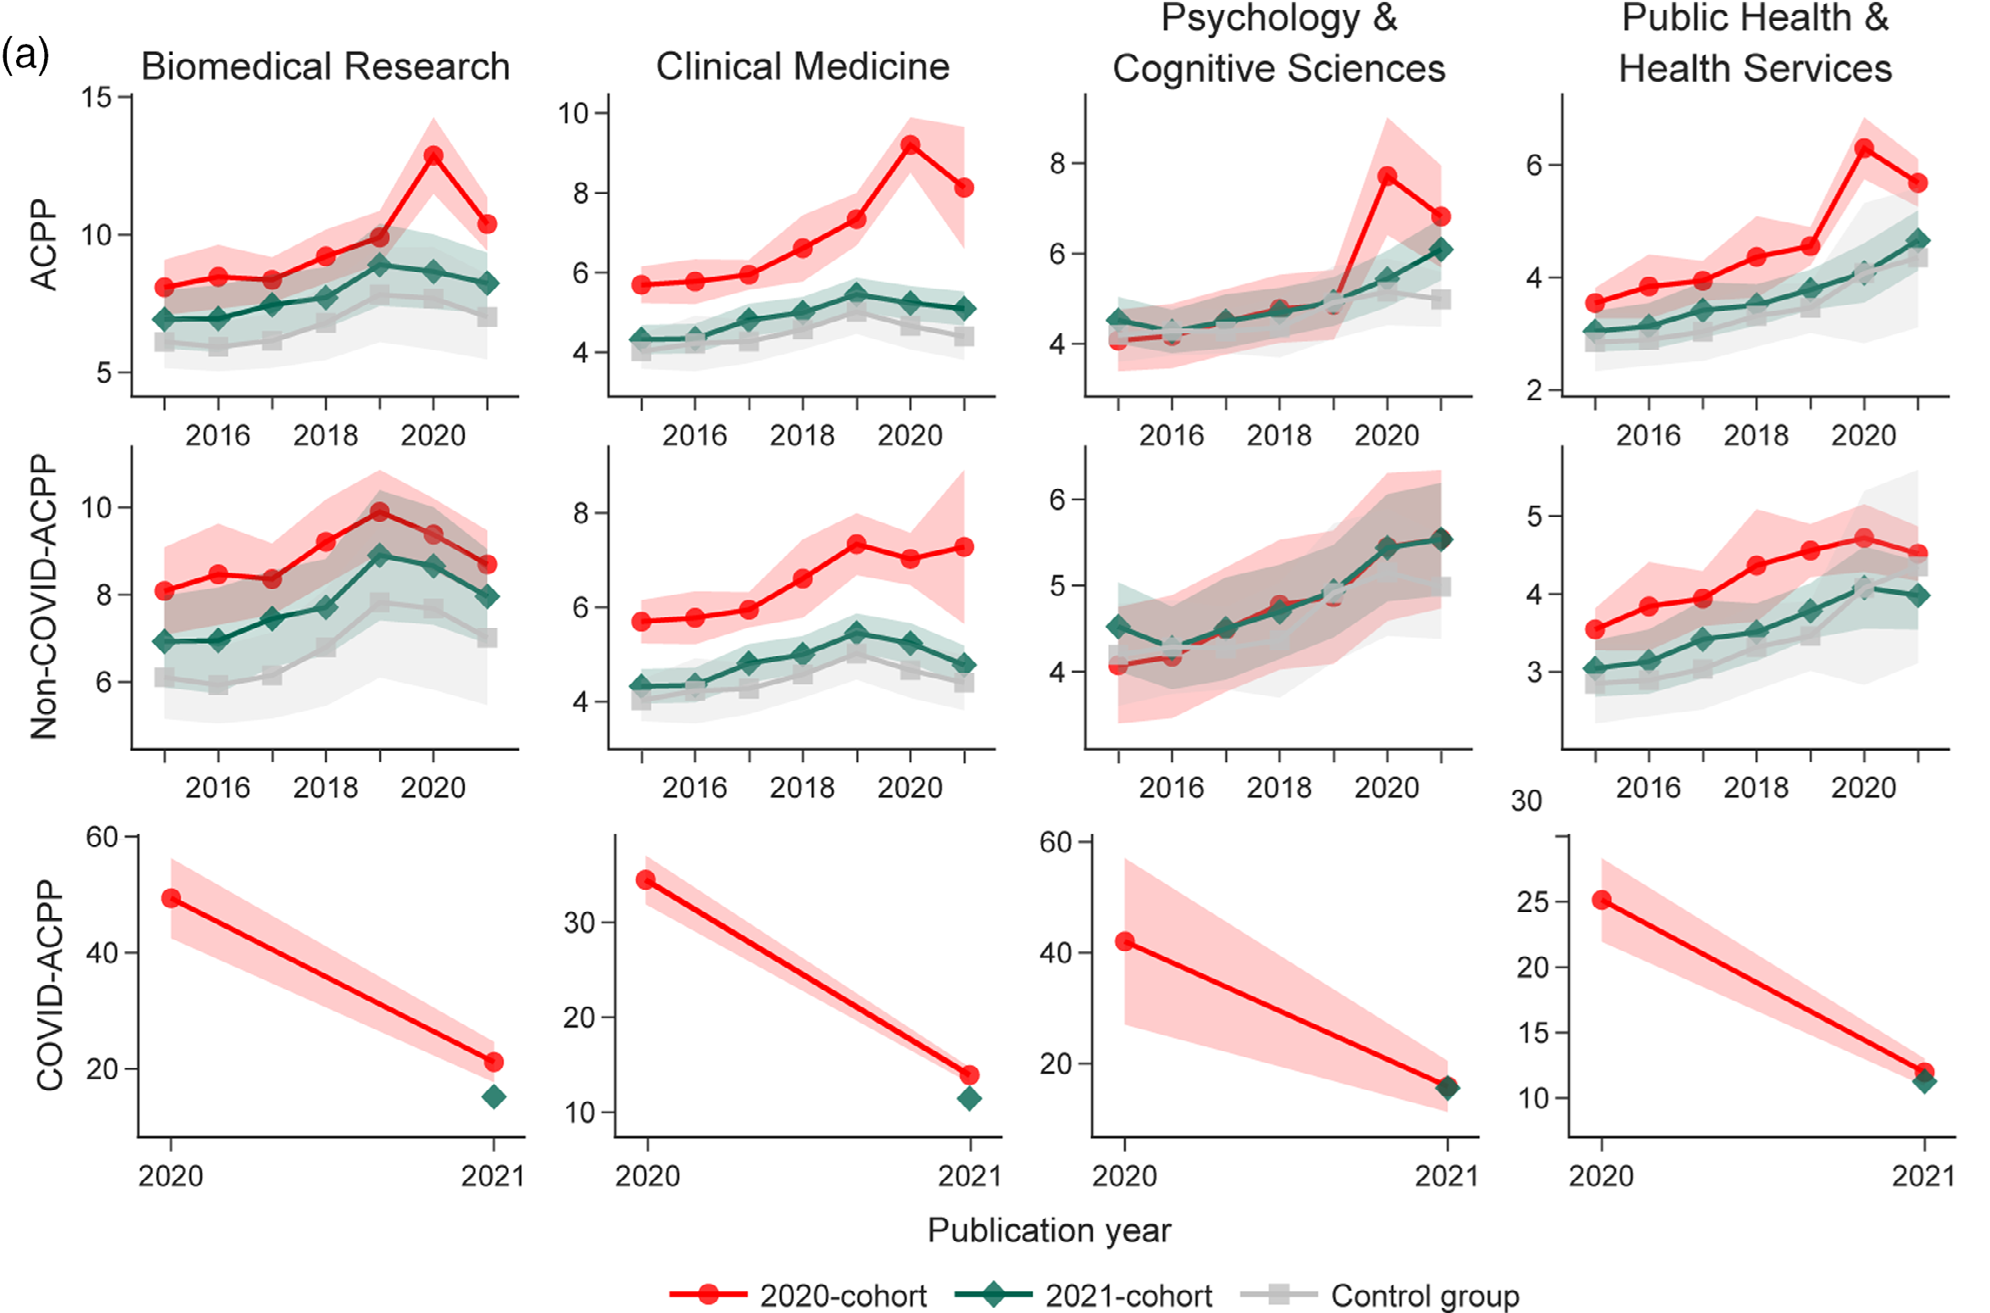 (a)
Biomedical Research
Clinical Medicine
Psychology &
Cognitive Sciences
Public Health &
Health Services
ACPP
15
10
5
2016 2018 2020
10
8
6
4
2016 2018 2020
8
6
4
2016 2018 2020
6
4
2
2016 2018 2020
Non-COVID-ACPP
10
8
6
2016 2018 2020
8
6
4
2016 2018 2020
6
5
4
2016 2018 2020
5
4
3
2016 2018 2020
COVID-ACPP
60
40
20
2020 2021
30
20
10
2020 2021
60
40
20
2020 2021
30
25
20
15
10
2020 2021
Publication year
2020-cohort 2021-cohort Control group